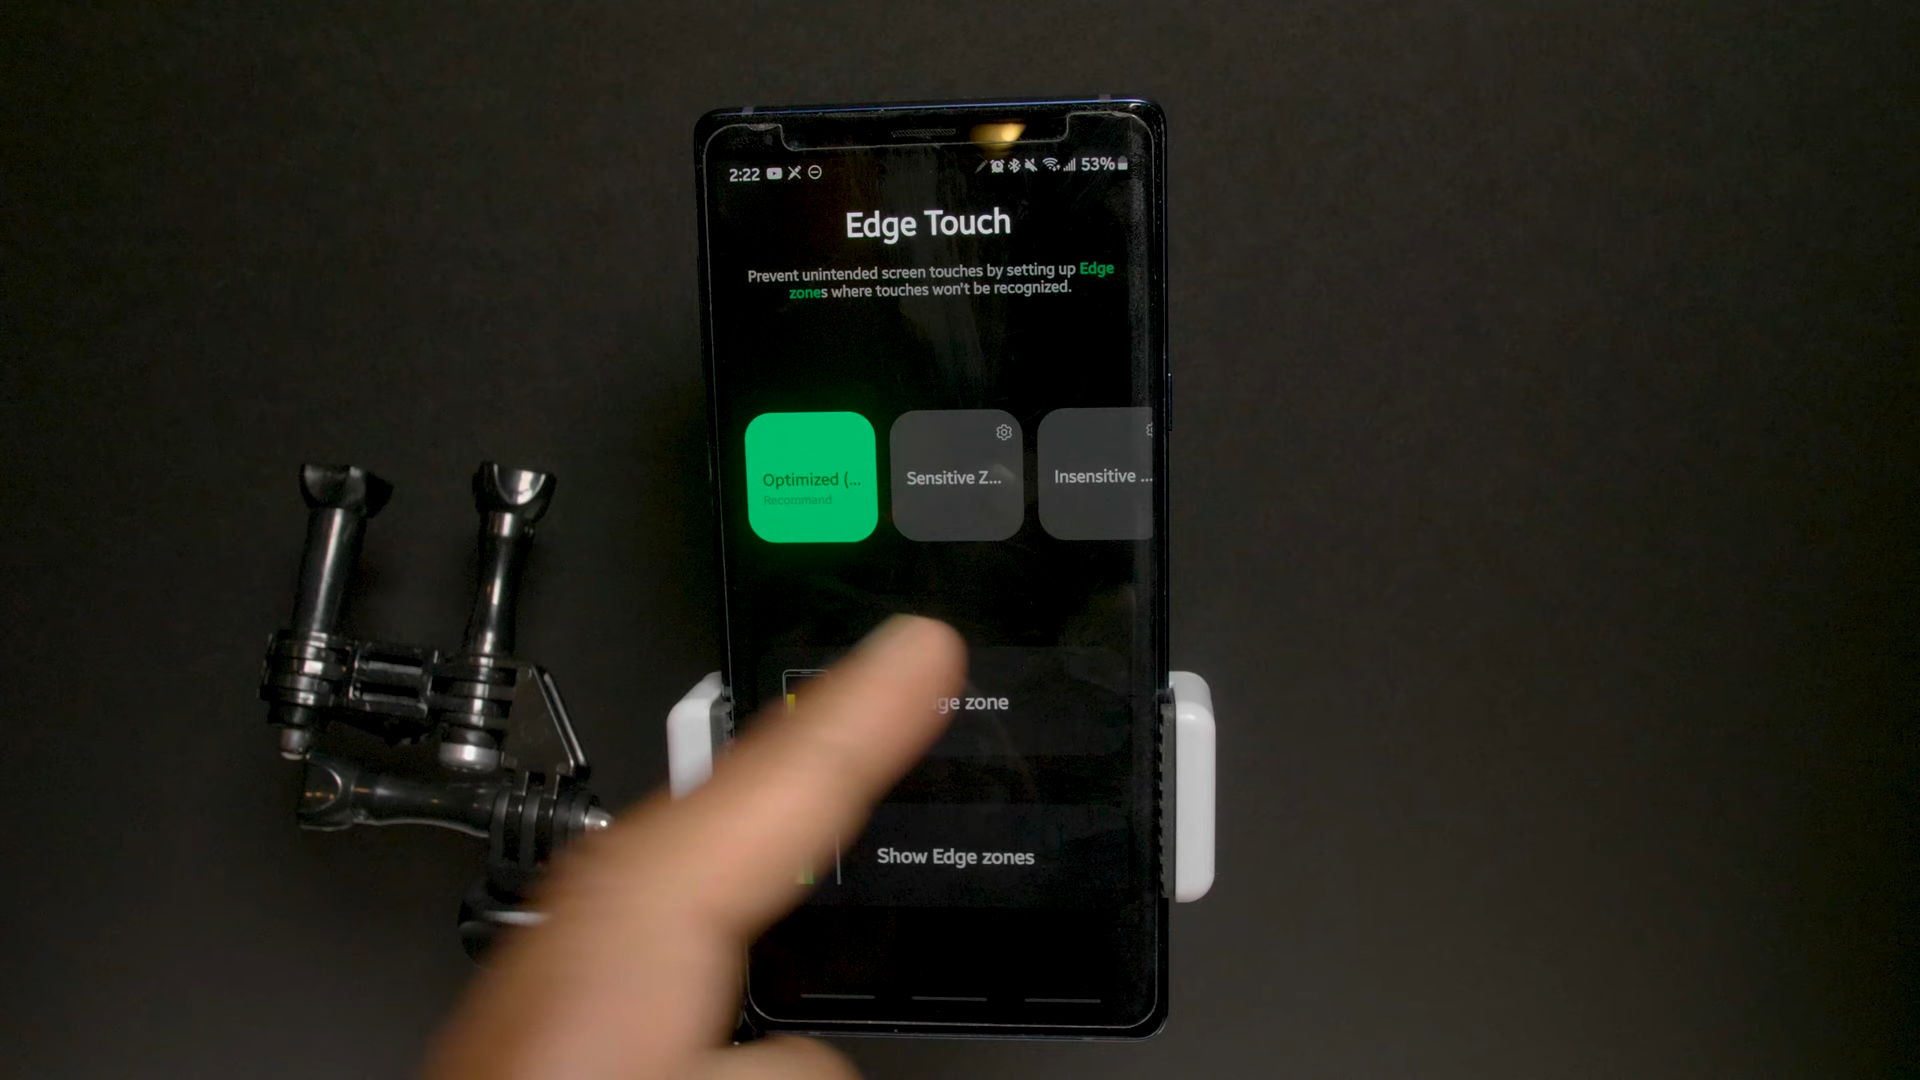 2:22
53%
Edge Touch
Prevent unintended screen touches by setting up Edge
zones where touches won't be recognized.
Optimized (...
Recommand
Sensitive Z...
Insensitive ...
zone
Show Edge zones